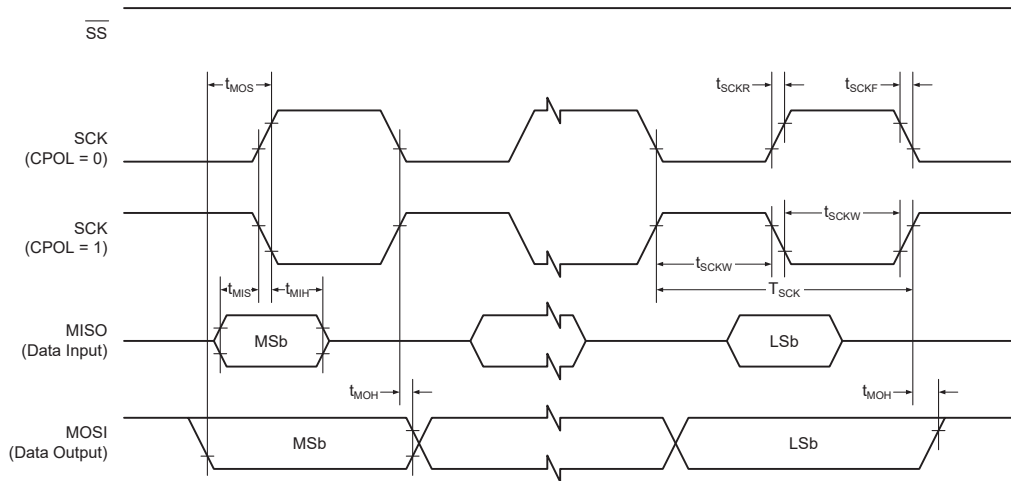 SS
tMOS
tSCKR
tSCKF
SCK
(CPOL = 0)
SCK
(CPOL = 1)
tSCKW
tSCKW
tMIS
tMIH
TSCK
MISO
(Data Input)
MSb
LSb
tMOH
tMOH
MOSI
(Data Output)
MSb
LSb